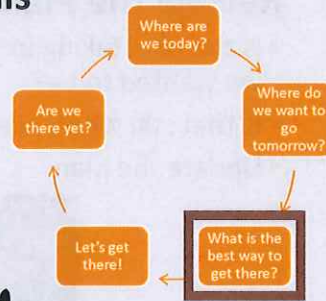 Where are
we today?
Where do
we want to
go
tomorrow?
What is the
best way to
get there?
Let's get
there!
Are we
there yet?